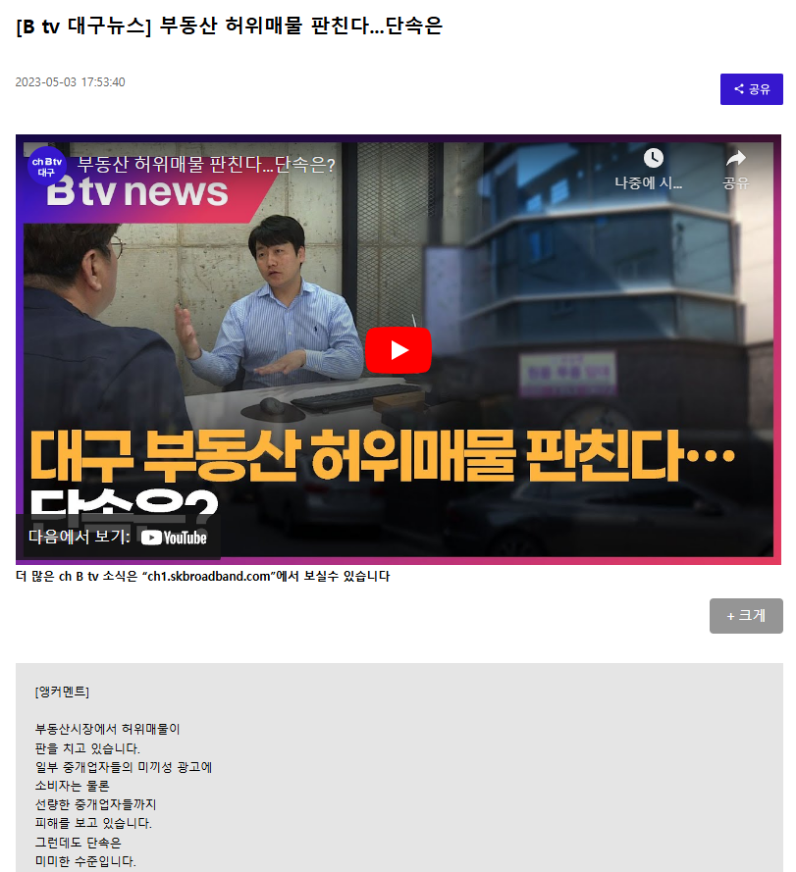 [B tv 대구뉴스] 부동산 허위매물 판친다...단속은
2023-05-03 17:53:40
공유
ch B tv
대구
부동산 허위매물 판친다...단속은?
나중에 시...
공유
B tv news
대구 부동산 허위매물 판친다…
단속은?
다음에서 보기: YouTube
더 많은 ch B tv 소식은 “ch1.skbroadband.com”에서 보실수 있습니다
+ 크게
[앵커멘트]
부동산시장에서 허위매물이
판을 치고 있습니다.
일부 중개업자들의 미끼성 광고에
소비자는 물론
선량한 중개업자들까지
피해를 보고 있습니다.
그런데도 단속은
미미한 수준입니다.